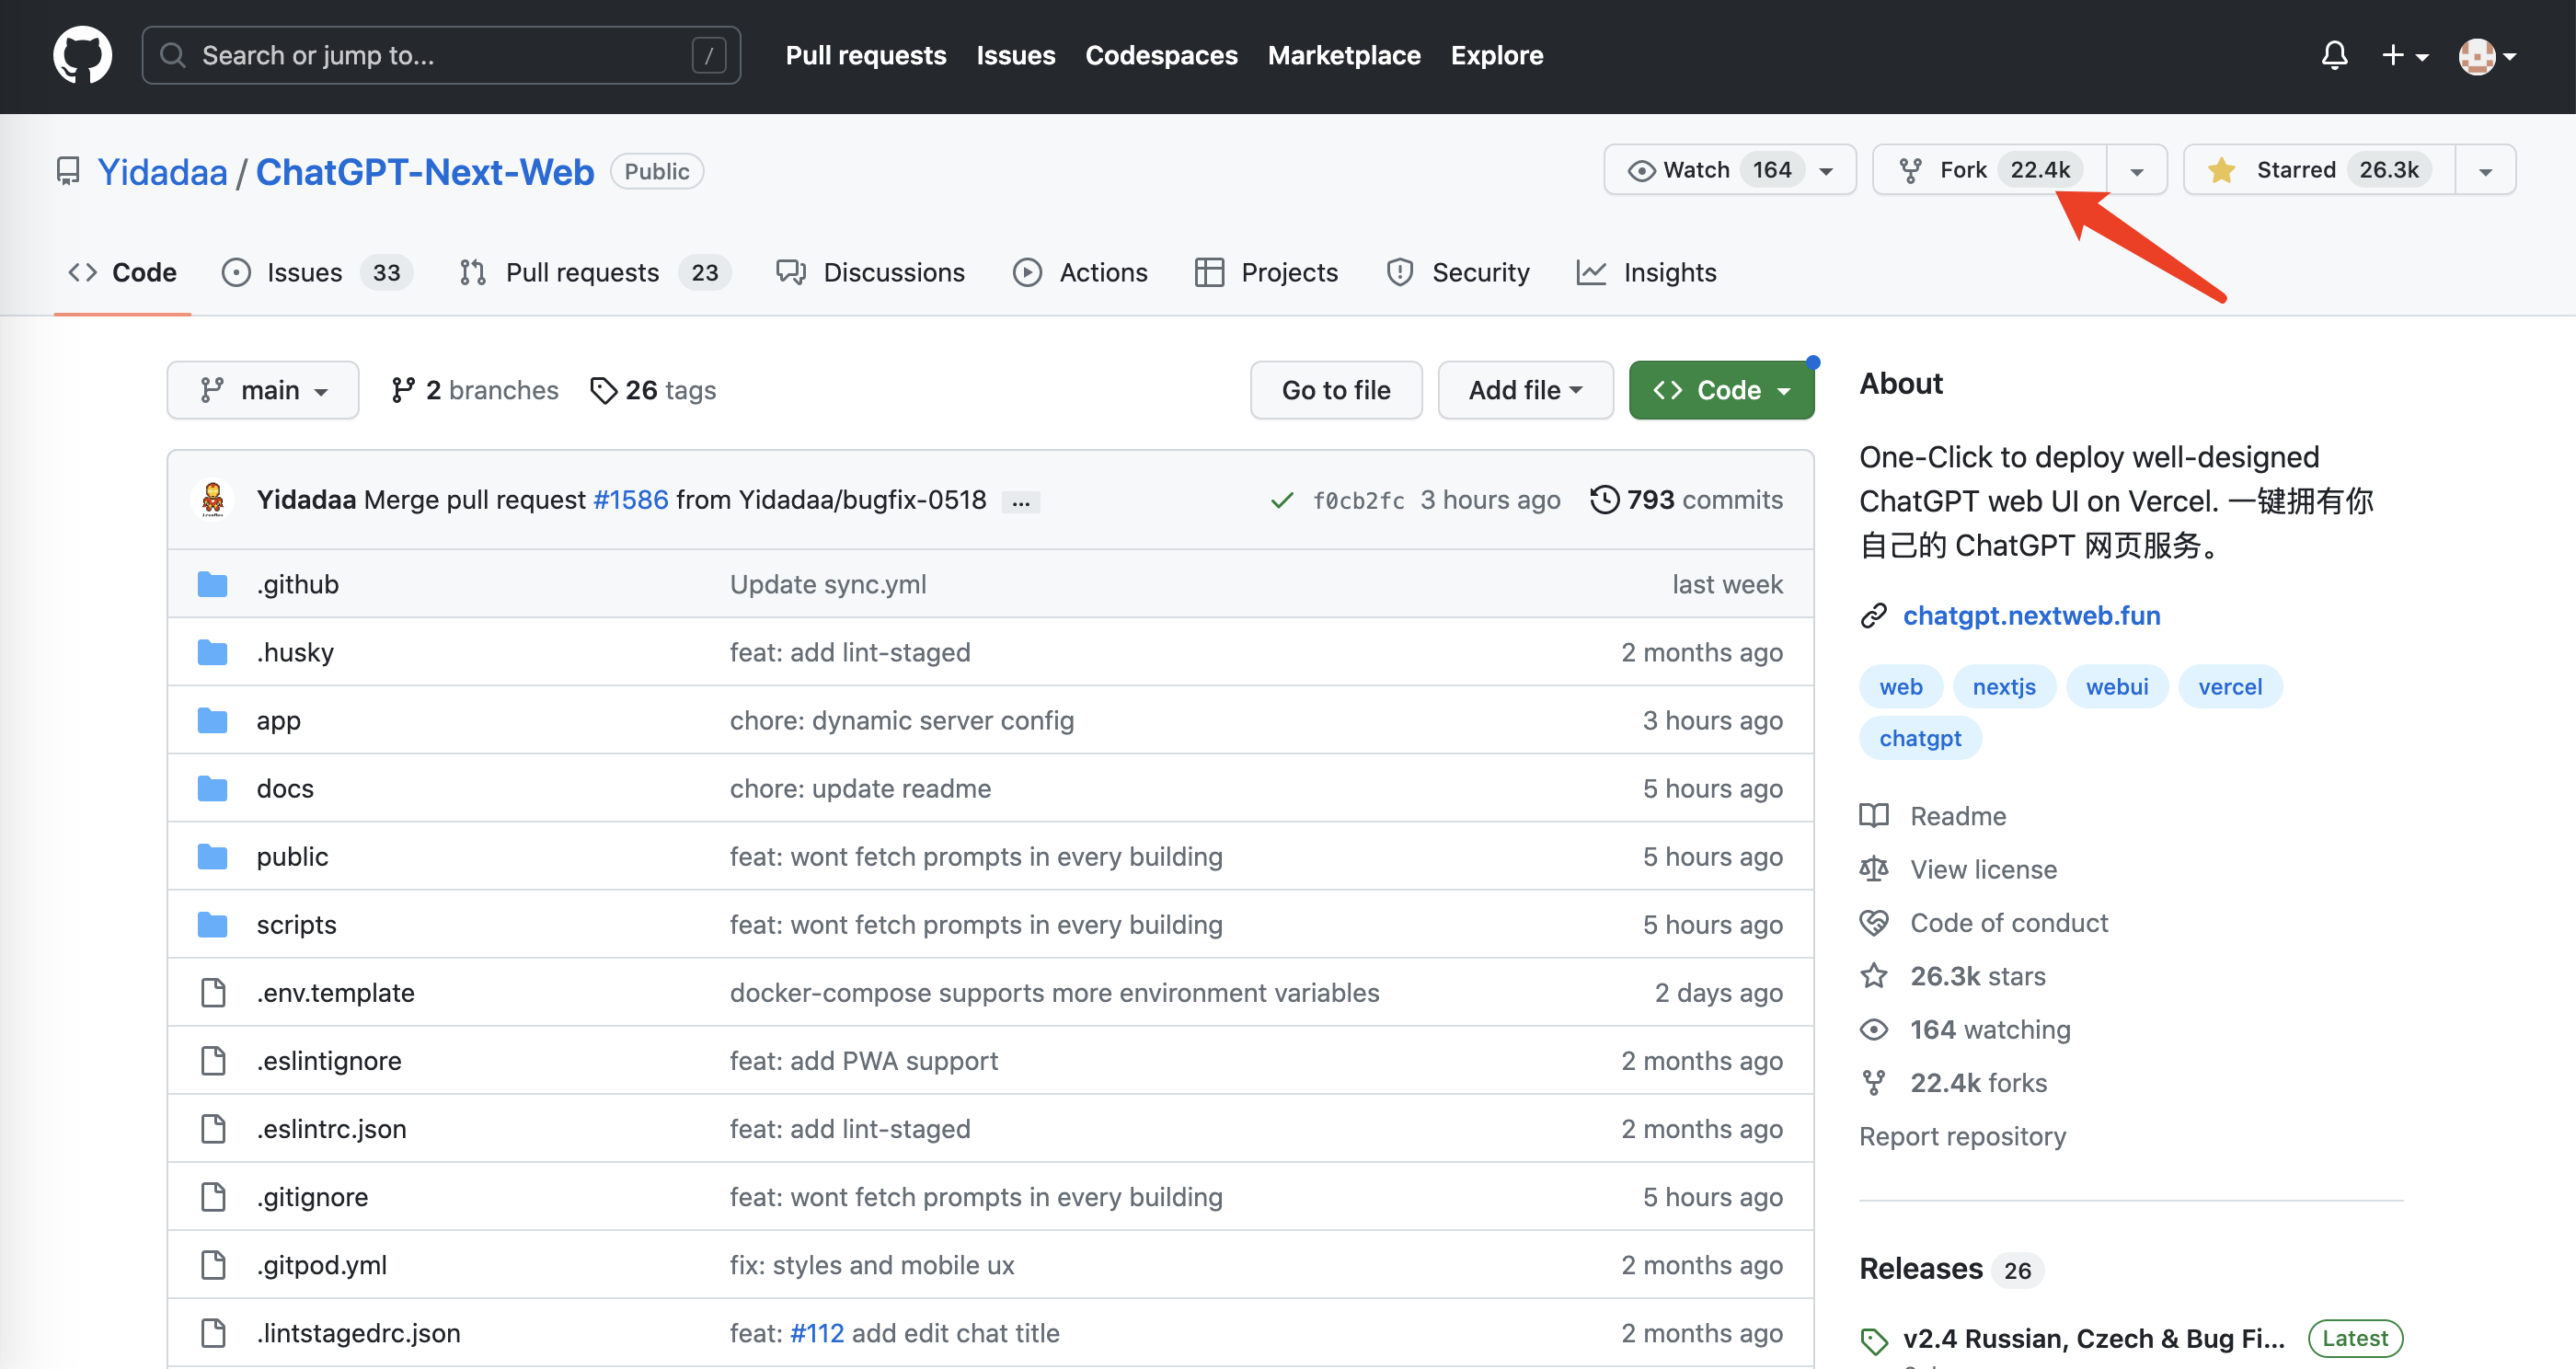 Search or jump to... /
Pull requests Issues Codespaces Marketplace Explore
Yidadaa / ChatGPT-Next-Web Public
Watch 164 Fork 22.4k Starred 26.3k
Code Issues 33 Pull requests 23 Discussions Actions Projects Security Insights
main 2 branches 26 tags Go to file Add file Code
Yidadaa Merge pull request #1586 from Yidadaa/bugfix-0518 ... f0cb2fc 3 hours ago 793 commits
.github Update sync.yml last week
.husky feat: add lint-staged 2 months ago
app chore: dynamic server config 3 hours ago
docs chore: update readme 5 hours ago
public feat: wont fetch prompts in every building 5 hours ago
scripts feat: wont fetch prompts in every building 5 hours ago
.env.template docker-compose supports more environment variables 2 days ago
.eslintignore feat: add PWA support 2 months ago
.eslintrc.json feat: add lint-staged 2 months ago
.gitignore feat: wont fetch prompts in every building 5 hours ago
.gitpod.yml fix: styles and mobile ux 2 months ago
.lintstagedrc.json feat: #112 add edit chat title 2 months ago
About
One-Click to deploy well-designed
ChatGPT web UI on Vercel. 一键拥有你
自己的 ChatGPT 网页服务。
chatgpt.nextweb.fun
web nextjs webui vercel
chatgpt
Readme
View license
Code of conduct
26.3k stars
164 watching
22.4k forks
Report repository
Releases 26
v2.4 Russian, Czech & Bug Fi... Latest